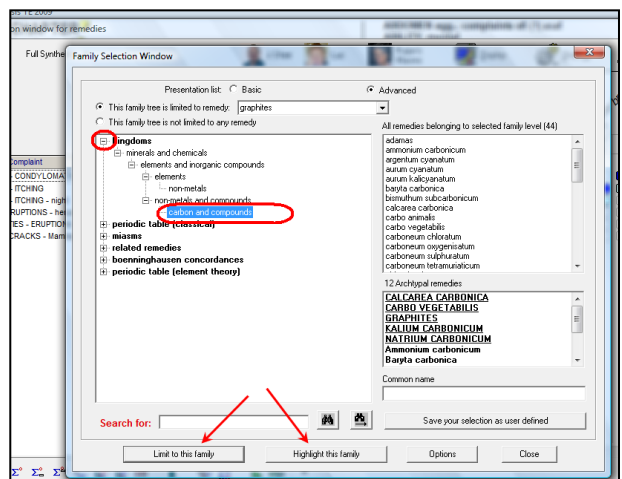 TE 2009
on window for remedies
Full Synthe
Family Selection Window
Presentation list: Basic Advanced
This family tree is limited to remedy: graphites
This family tree is not limited to any remedy
All remedies belonging to selected family level (44)
kingdoms
minerals and chemicals
elements and inorganic compounds
elements
non-metals
non-metals and compounds
carbon and compounds
periodic table (classical)
miasms
related remedies
boenninghausen concordances
periodic table (element theory)
adamas
ammonium carbonicum
argentum cyanatum
aurum cyanatum
aurum kalicyanatum
baryta carbonica
bismuthum subcarbonicum
calcarea carbonica
carbo animalis
carbo vegetabilis
carboneum chloratum
carboneum oxygenisatum
carboneum sulphuratum
carboneum tetramuriaticum
12 Archtypal remedies
CALCAREA CARBONICA
CARBO VEGETABILIS
GRAPHITES
KALIUM CARBONICUM
NATRIUM CARBONICUM
Ammonium carbonicum
Baryta carbonica
Common name
Search for:
Save your selection as user defined
Limit to this family Highlight this family Options Close
Complaint
- CONDYLOMA
- ITCHING
- ITCHING - nigh
RUPTIONS - her
IES - ERUPTION
CRACKS - Mam